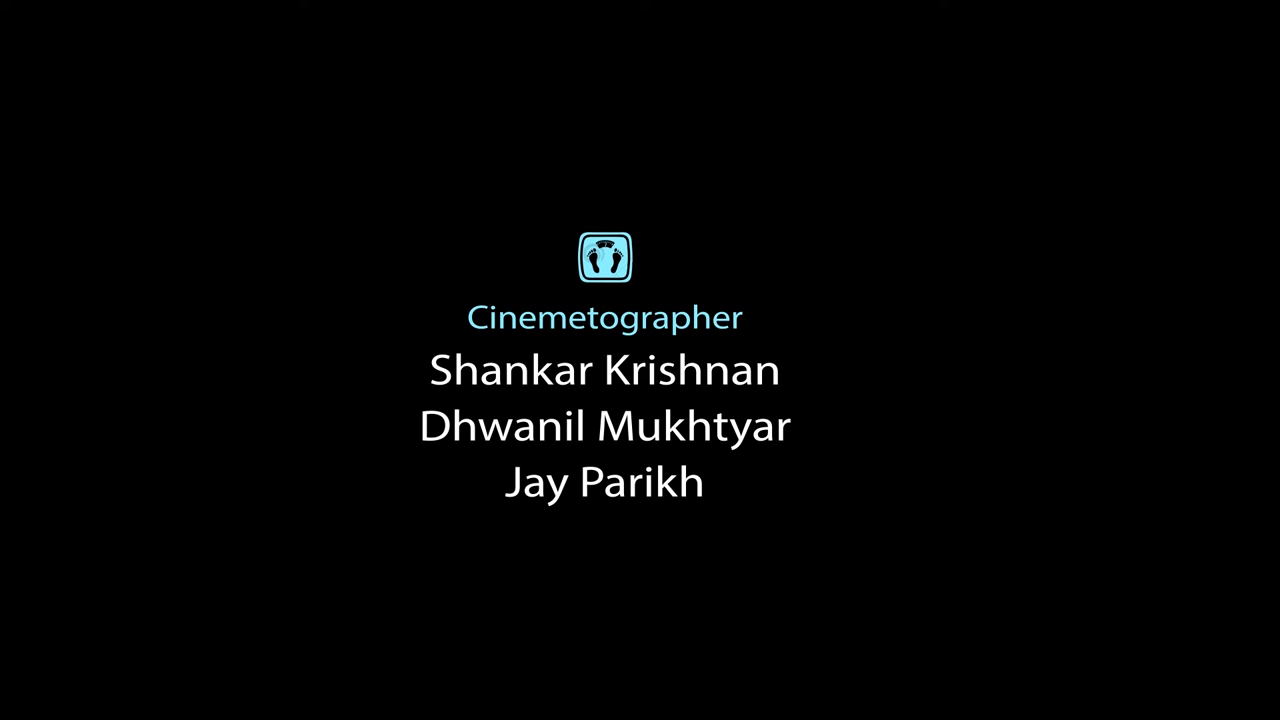 Cinemetographer
Shankar Krishnan
Dhwanil Mukhtyar
Jay Parikh